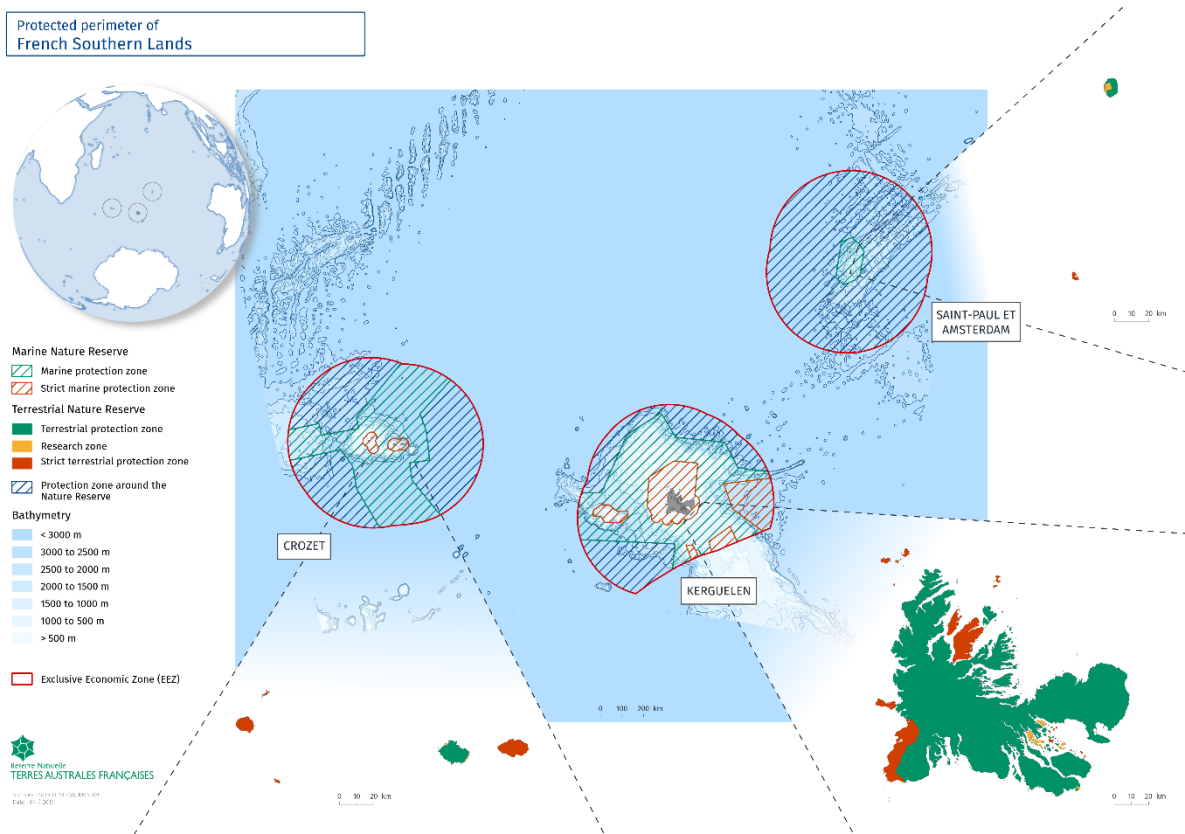 Protected perimeter of
French Southern Lands
Marine Nature Reserve
Marine protection zone
Strict marine protection zone
Terrestrial Nature Reserve
Terrestrial protection zone
Research zone
Strict terrestrial protection zone
Protection zone around the
Nature Reserve
Bathymetry
< 3000 m
3000 to 2500 m
2500 to 2000 m
2000 to 1500 m
1500 to 1000 m
1000 to 500 m
> 500 m
Exclusive Economic Zone (EEZ)
SAINT-PAUL ET
AMSTERDAM
0 10 20 km
CROZET
KERGUELEN
0 100 200 km
0 10 20 km
0 10 20 km
Réserve Naturelle
TERRES AUSTRALES FRANÇAISES